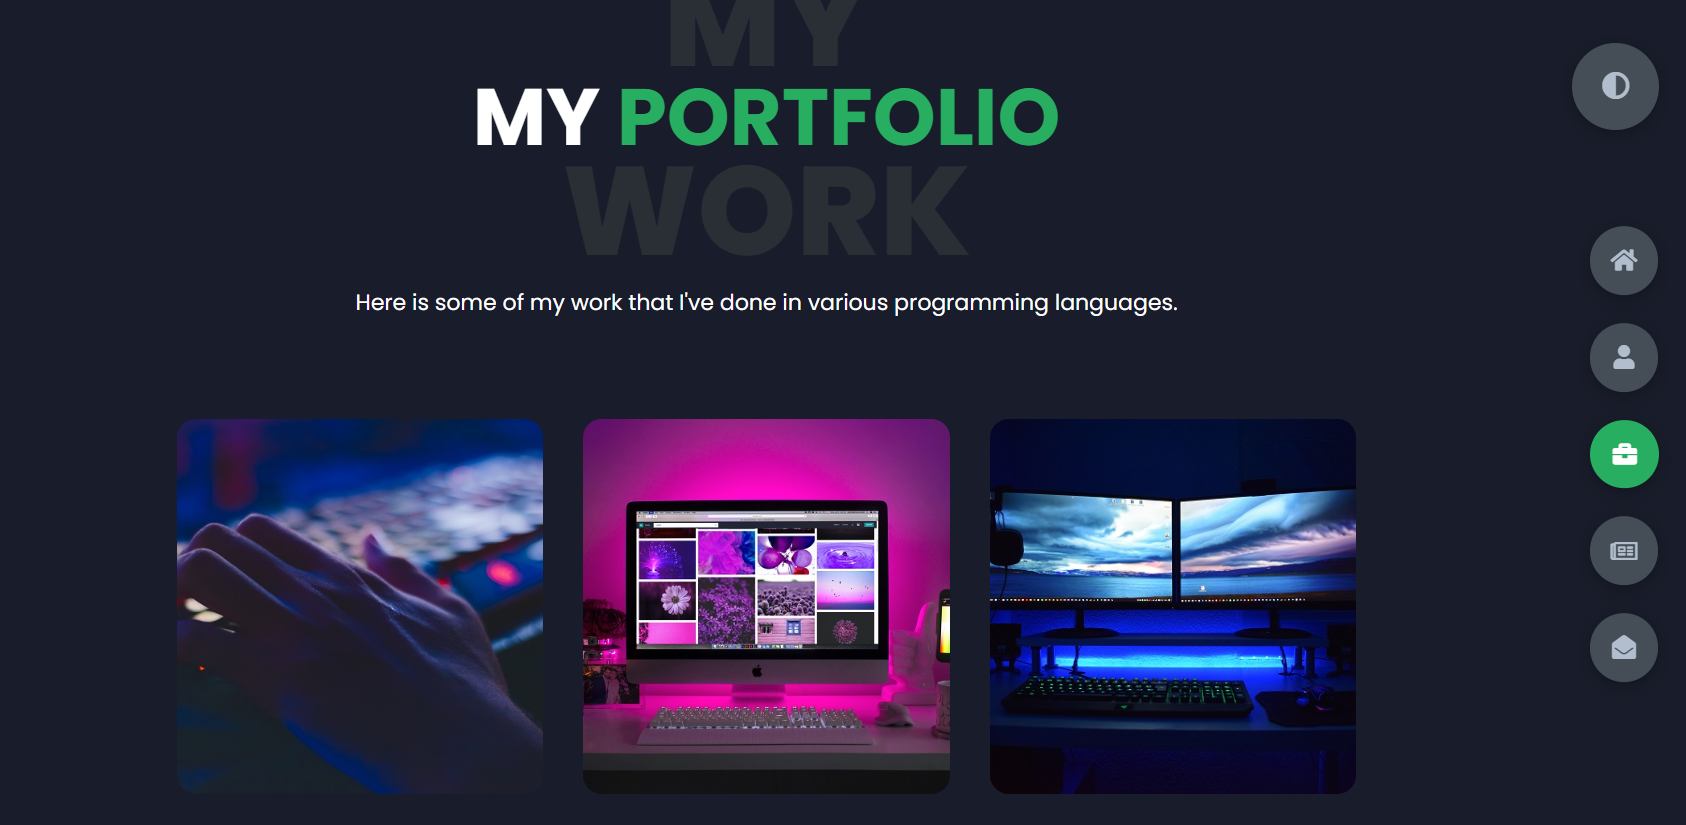 MY
MY PORTFOLIO
WORK
Here is some of my work that I've done in various programming languages.